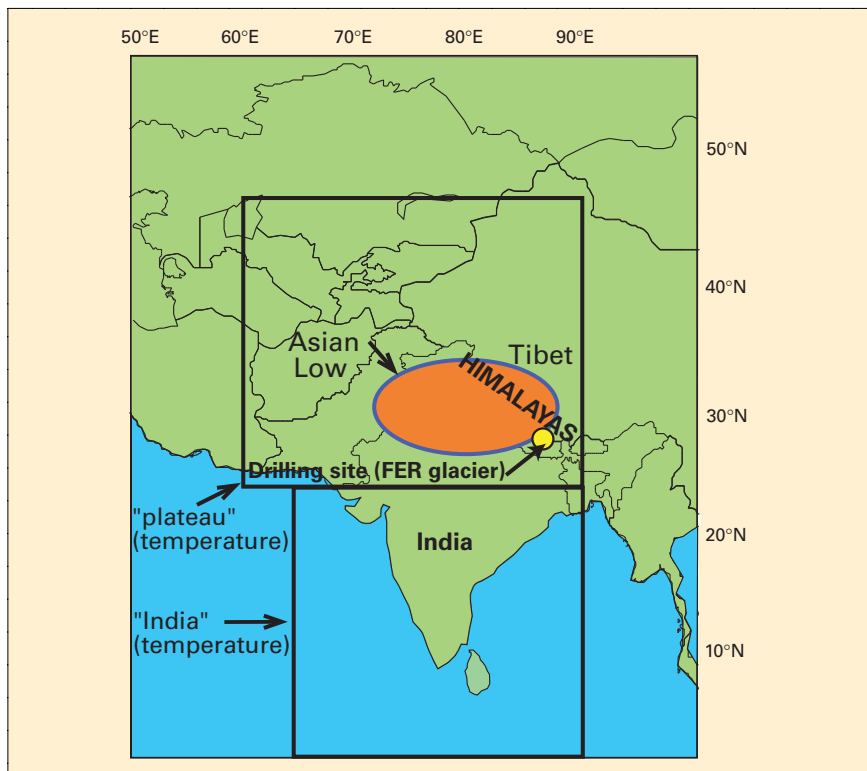 50°E
60°E
70°E
80°E
90°E
50°N
40°N
Asian
Low
Tibet
HIMALAYAS
30°N
Drilling site (FER glacier)
"plateau"
(temperature)
India
20°N
"India"
(temperature)
10°N